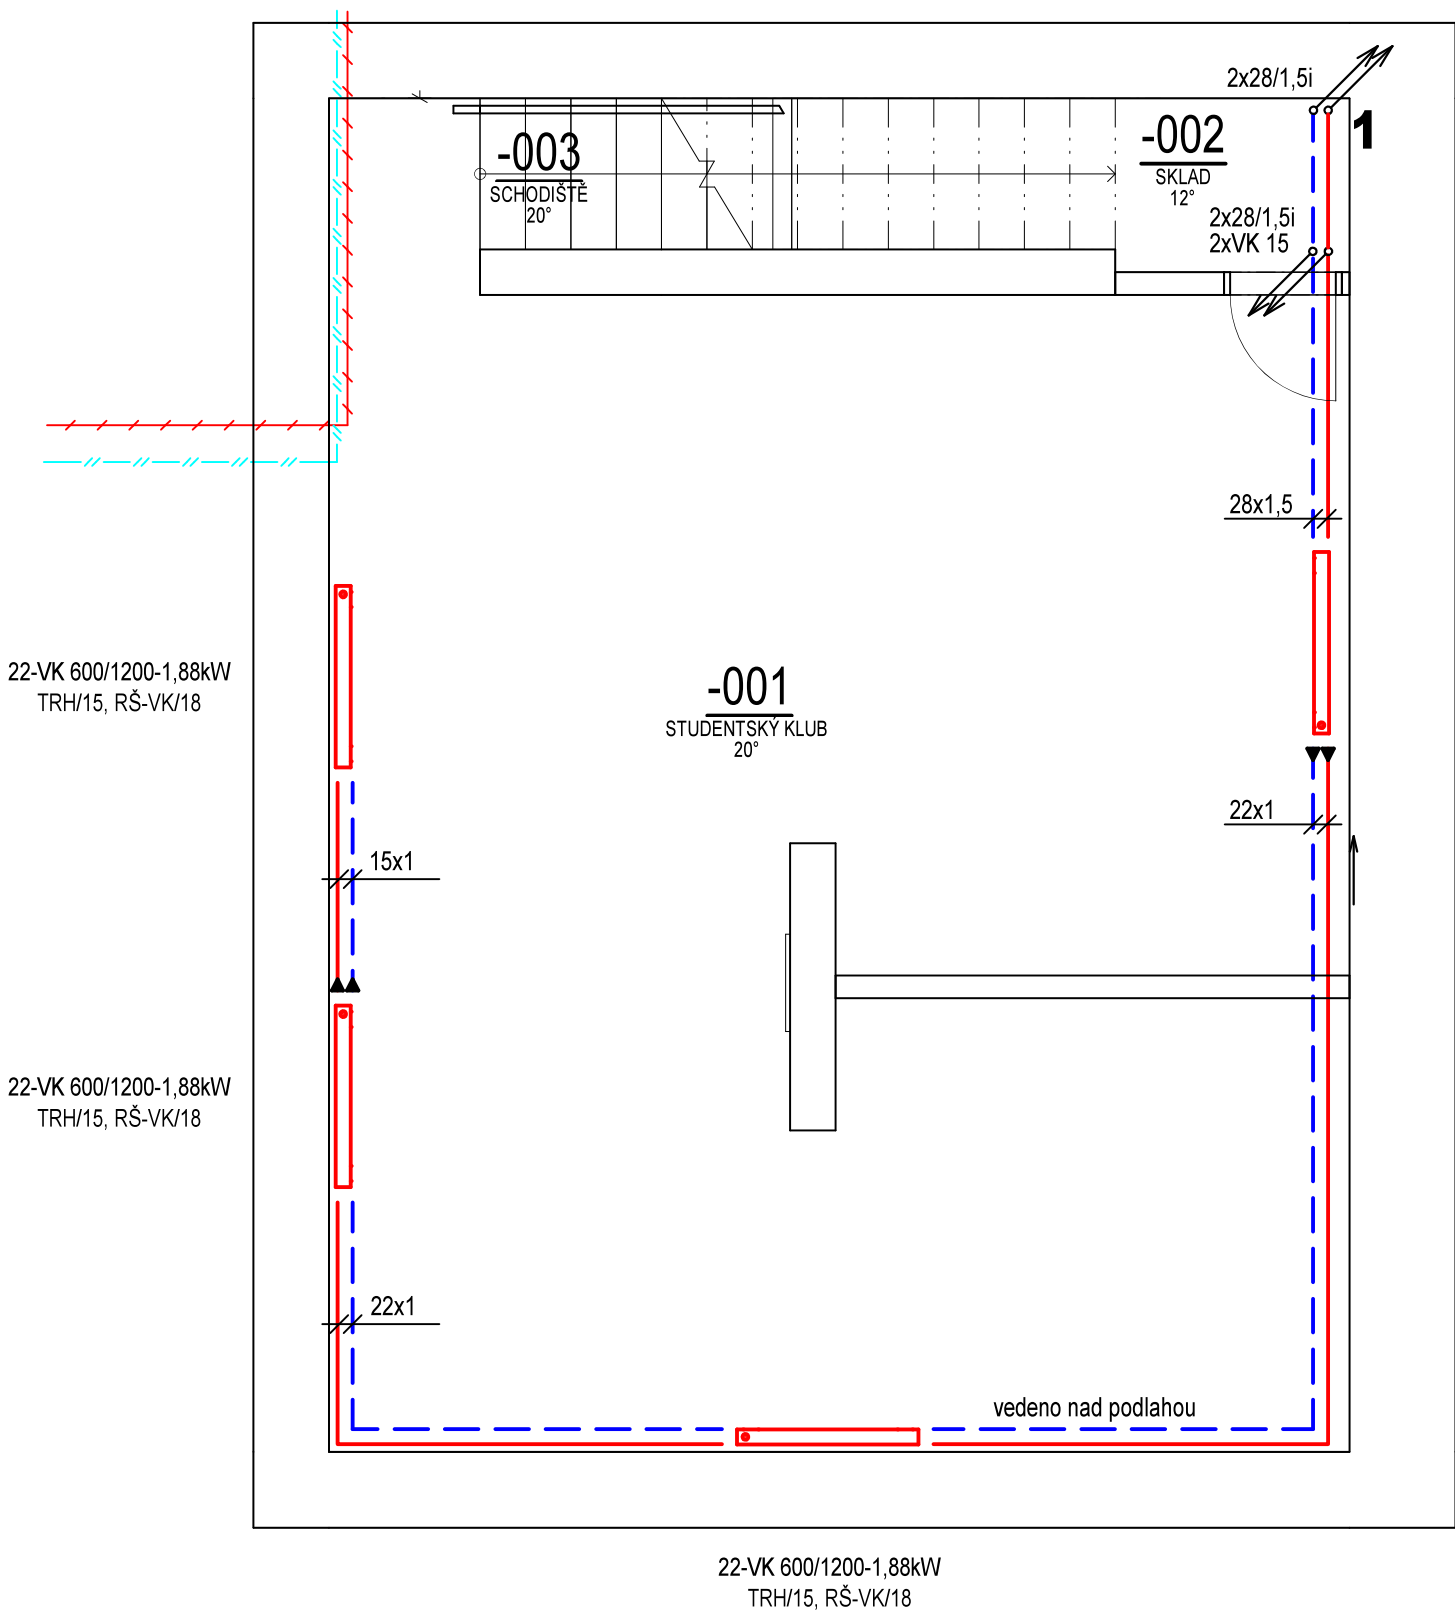 2x28/1,5i
1
-003
SCHODIŠTĚ
20°
-002
SKLAD
12°
2x28/1,5i
2xVK 15
28x1,5
22-VK 600/1200-1,88kW
TRH/15, RŠ-VK/18
-001
STUDENTSKÝ KLUB
20°
22x1
15x1
22-VK 600/1200-1,88kW
TRH/15, RŠ-VK/18
22x1
vedeno nad podlahou
22-VK 600/1200-1,88kW
TRH/15, RŠ-VK/18